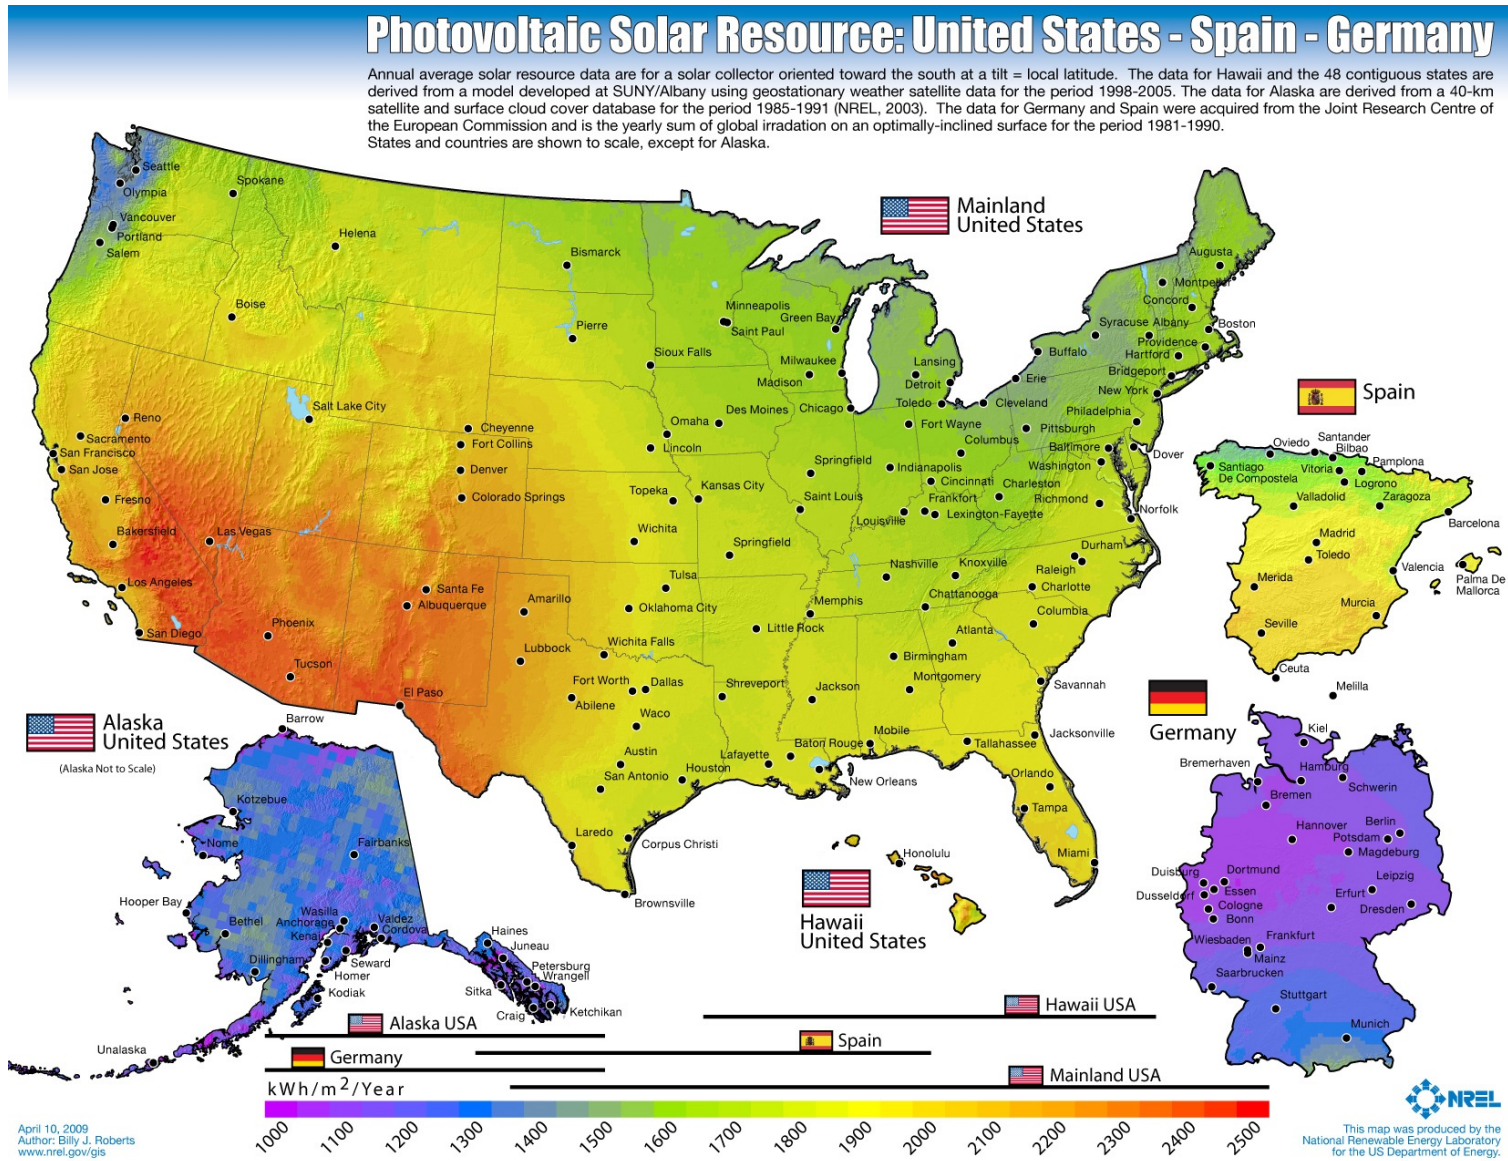 Photovoltaic Solar Resource: United States - Spain - Germany
Annual average solar resource data are for a solar collector oriented toward the south at a tilt = local latitude. The data for Hawaii and the 48 contiguous states are
derived from a model developed at SUNY/Albany using geostationary weather satellite data for the period 1998-2005. The data for Alaska are derived from a 40-km
satellite and surface cloud cover database for the period 1985-1991 (NREL, 2003). The data for Germany and Spain were acquired from the Joint Research Centre of
the European Commission and is the yearly sum of global irradation on an optimally-inclined surface for the period 1981-1990.
States and countries are shown to scale, except for Alaska.
Mainland
United States
Seattle
Olympia
Spokane
Vancouver
Portland
Salem
Helena
Bismarck
Boise
Pierre
Minneapolis
Saint Paul
Green Bay
Sioux Falls
Milwaukee
Madison
Lansing
Detroit
Augusta
Montpelier
Concord
Syracuse
Albany
Boston
Providence
Hartford
Bridgeport
Buffalo
Erie
New York
Reno
Sacramento
San Francisco
San Jose
Salt Lake City
Cheyenne
Fort Collins
Denver
Colorado Springs
Omaha
Des Moines
Lincoln
Chicago
Toledo
Cleveland
Fort Wayne
Columbus
Pittsburgh
Philadelphia
Baltimore
Washington
Dover
Fresno
Bakersfield
Las Vegas
Topeka
Kansas City
Springfield
Saint Louis
Indianapolis
Cincinnati
Frankfort
Louisville
Lexington-Fayette
Charleston
Richmond
Norfolk
Wichita
Springfield
Los Angeles
San Diego
Phoenix
Tucson
Santa Fe
Albuquerque
El Paso
Amarillo
Lubbock
Tulsa
Oklahoma City
Wichita Falls
Nashville
Knoxville
Chattanooga
Memphis
Little Rock
Durham
Raleigh
Charlotte
Columbia
Atlanta
Birmingham
Montgomery
Savannah
Fort Worth
Dallas
Abilene
Waco
Shreveport
Jackson
Austin
San Antonio
Houston
Lafayette
Baton Rouge
Mobile
New Orleans
Tallahassee
Jacksonville
Orlando
Tampa
Miami
Laredo
Corpus Christi
Brownsville
Spain
Oviedo
Santander
Bilbao
Santiago
De Compostela
Vitoria
Pamplona
Logrono
Valladolid
Zaragoza
Barcelona
Madrid
Toledo
Valencia
Palma De
Mallorca
Merida
Murcia
Seville
Ceuta
Melilla
Germany
Kiel
Bremerhaven
Hamburg
Schwerin
Bremen
Hannover
Berlin
Potsdam
Magdeburg
Duisburg
Dortmund
Essen
Dusseldorf
Cologne
Bonn
Leipzig
Erfurt
Dresden
Wiesbaden
Frankfurt
Mainz
Saarbrucken
Stuttgart
Munich
Alaska
United States
(Alaska Not to Scale)
Barrow
Kotzebue
Nome
Fairbanks
Hooper Bay
Bethel
Wasilla
Anchorage
Kenai
Valdez
Cordova
Dillingham
Seward
Homer
Kodiak
Unalaska
Haines
Juneau
Petersburg
Wrangell
Sitka
Craig
Ketchikan
Hawaii
United States
Honolulu
Hawaii USA
Alaska USA
Spain
Germany
Mainland USA
kWh/m2/Year
1000 1100 1200 1300 1400 1500 1600 1700 1800 1900 2000 2100 2200 2300 2400 2500
April 10, 2009
Author: Billy J. Roberts
www.nrel.gov/gis
NREL
This map was produced by the
National Renewable Energy Laboratory
for the US Department of Energy.